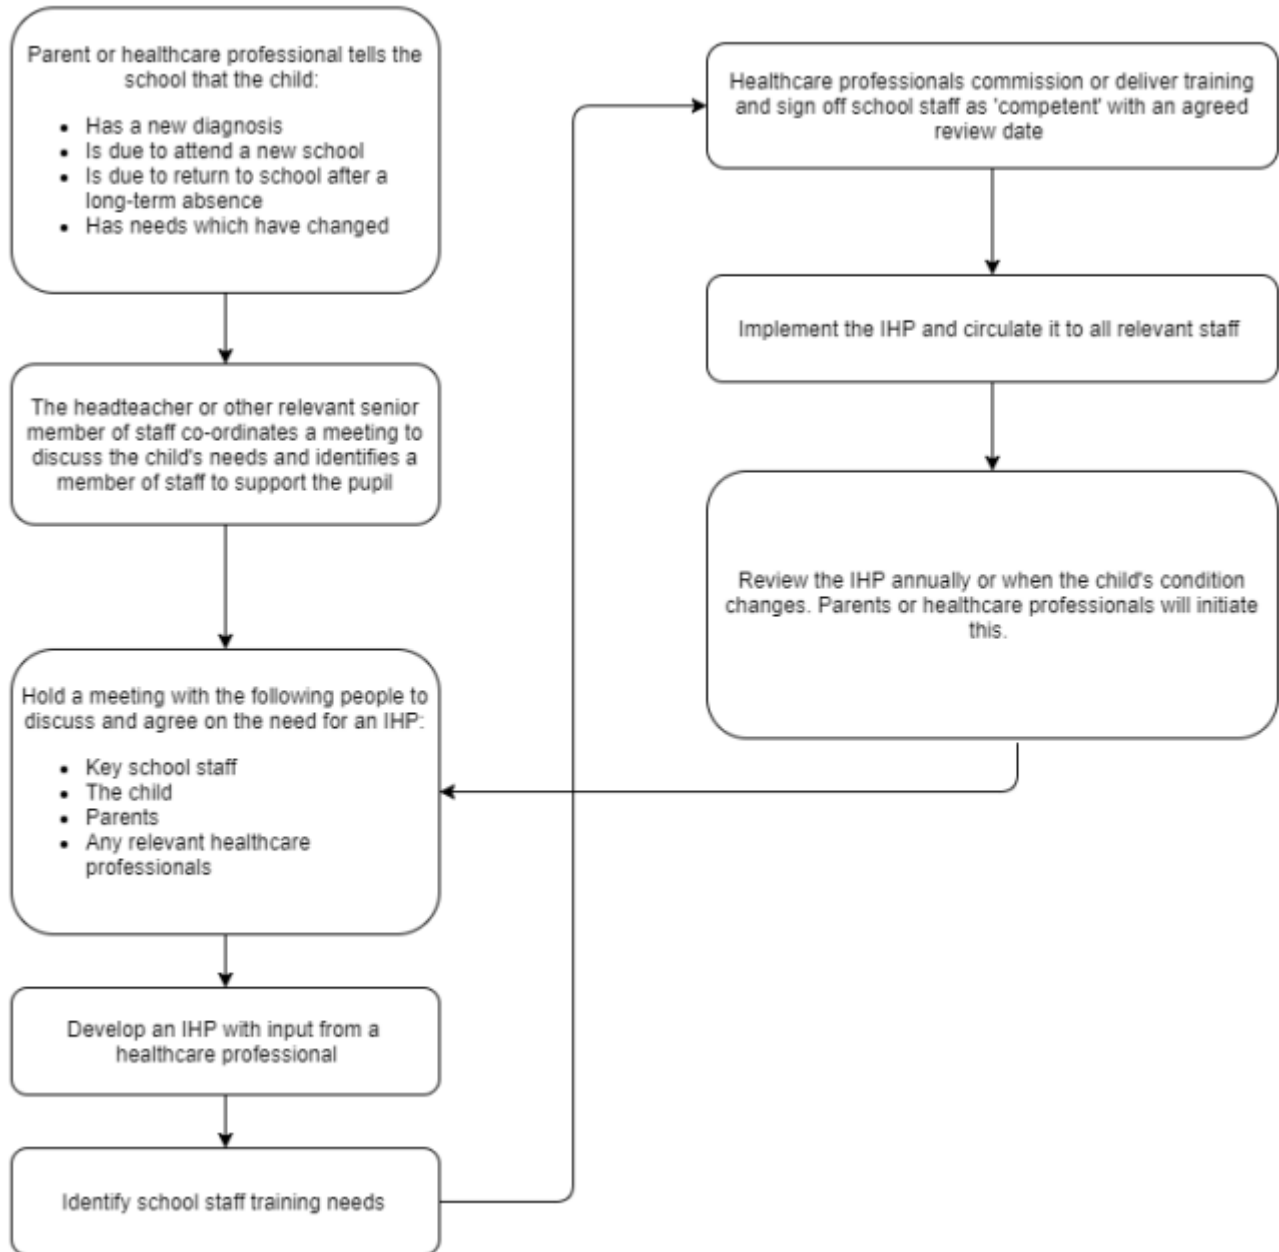 Parent or healthcare professional tells the
school that the child:
• Has a new diagnosis
• Is due to attend a new school
• Is due to return to school after a
long-term absence
• Has needs which have changed
The headteacher or other relevant senior
member of staff co-ordinates a meeting to
discuss the child's needs and identifies a
member of staff to support the pupil
Hold a meeting with the following people to
discuss and agree on the need for an IHP:
• Key school staff
• The child
• Parents
• Any relevant healthcare
professionals
Develop an IHP with input from a
healthcare professional
Identify school staff training needs
Healthcare professionals commission or deliver training
and sign off school staff as 'competent' with an agreed
review date
Implement the IHP and circulate it to all relevant staff
Review the IHP annually or when the child's condition
changes. Parents or healthcare professionals will initiate
this.